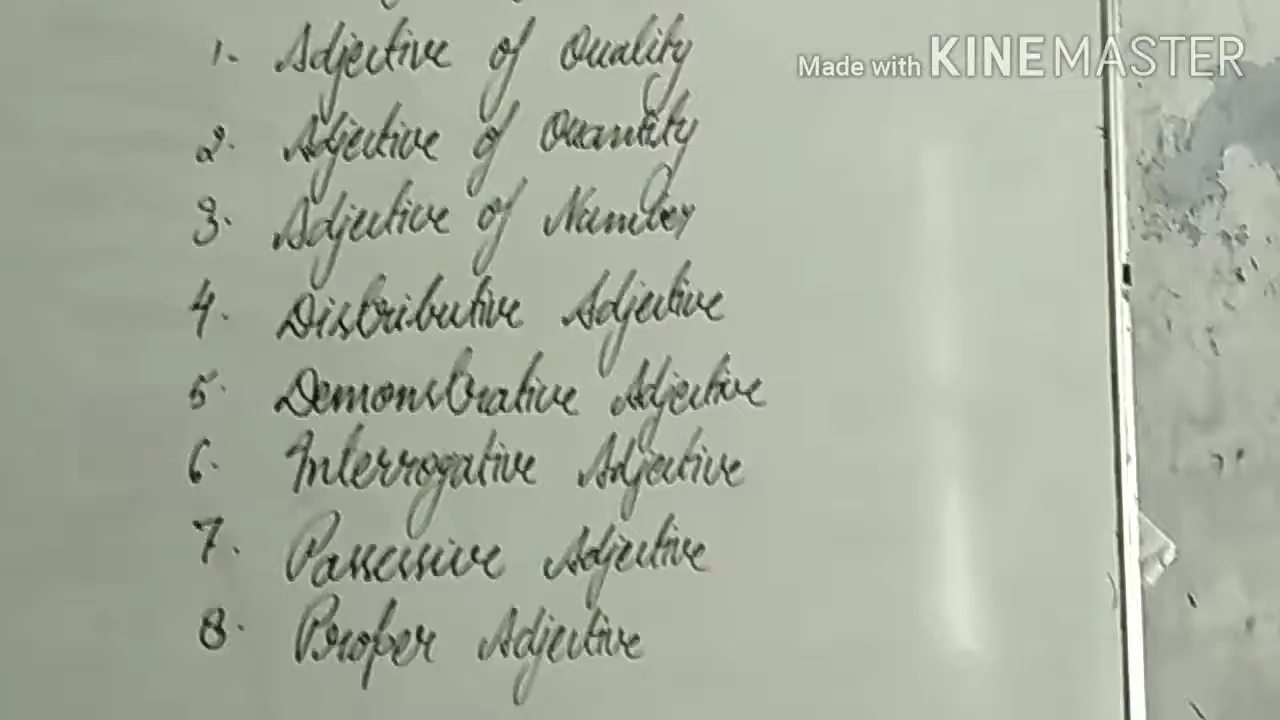 1. Adjective of Quality
Made with KINEMASTER
2. Adjective of Quantity
3. Adjective of Number
4. Distributive Adjective
5. Demonstrative Adjective
6. Interrogative Adjective
7. Possessive Adjective
8. Proper Adjective